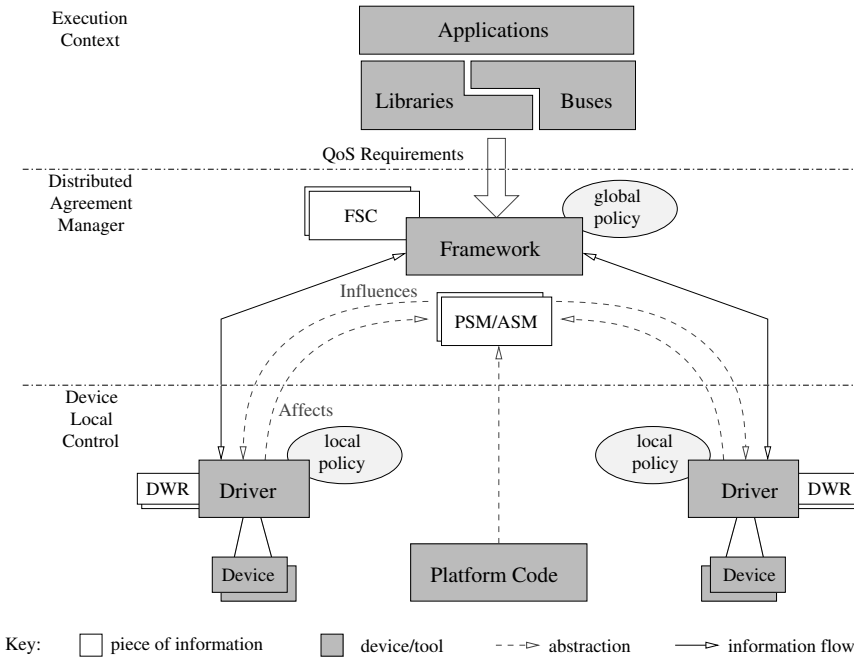 Execution
Context
Applications
Libraries
Buses
QoS Requirements
Distributed
Agreement
Manager
FSC
global
policy
Framework
Influences
PSM/ASM
Device
Local
Control
Affects
local
policy
local
policy
DWR
Driver
Driver
DWR
Device
Platform Code
Device
Key:
piece of information
device/tool
abstraction
information flow